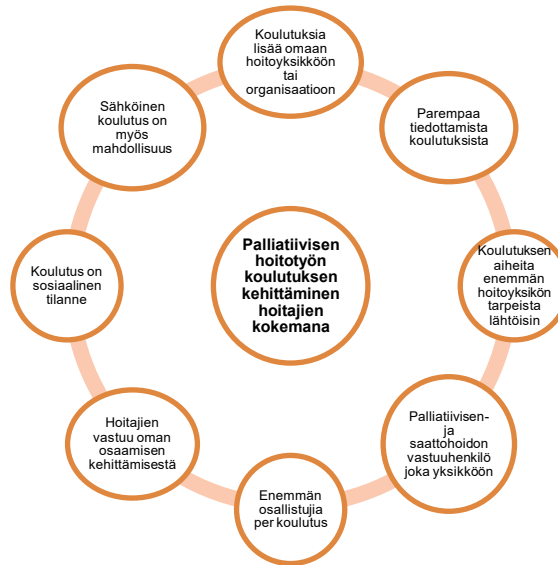 Koulutuksia
lisää omaan
hoitoyksikköön
tai
organisaatioon
Parempaa
tiedottamista
koulutuksista
Koulutuksen
aiheita
enemmän
hoitoyksikön
tarpeista
lähtöisin
Palliatiivisen-
ja
saattohoidon
vastuuhenkilö
joka yksikköön
Enemmän
osallistujia
per koulutus
Hoitajien
vastuu oman
osaamisen
kehittämisestä
Koulutus on
sosiaalinen
tilanne
Sähköinen
koulutus on
myös
mahdollisuus
Palliatiivisen
hoitotyön
koulutuksen
kehittäminen
hoitajien
kokemana